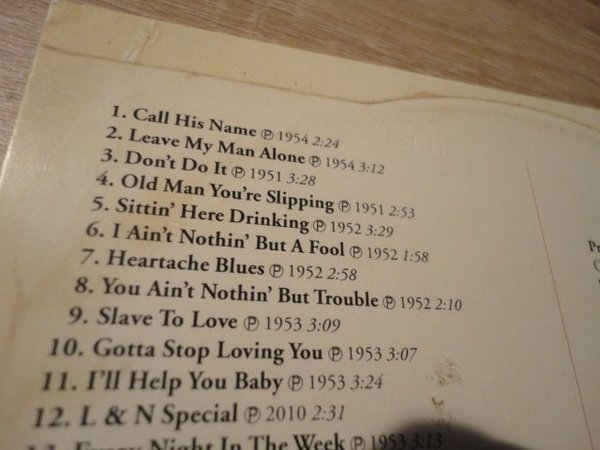 1. Call His Name ℗ 1954 2:24
2. Leave My Man Alone ℗ 1954 3:12
3. Don't Do It ℗ 1951 3:28
4. Old Man You're Slipping ℗ 1951 2:53
5. Sittin' Here Drinking ℗ 1952 3:29
6. I Ain't Nothin' But A Fool ℗ 1952 1:58
7. Heartache Blues ℗ 1952 2:58
8. You Ain't Nothin' But Trouble ℗ 1952 2:10
9. Slave To Love ℗ 1953 3:09
10. Gotta Stop Loving You ℗ 1953 3:07
11. I'll Help You Baby ℗ 1953 3:24
12. L & N Special ℗ 2010 2:31
13. Every Night In The Week ℗ 1953 3:13